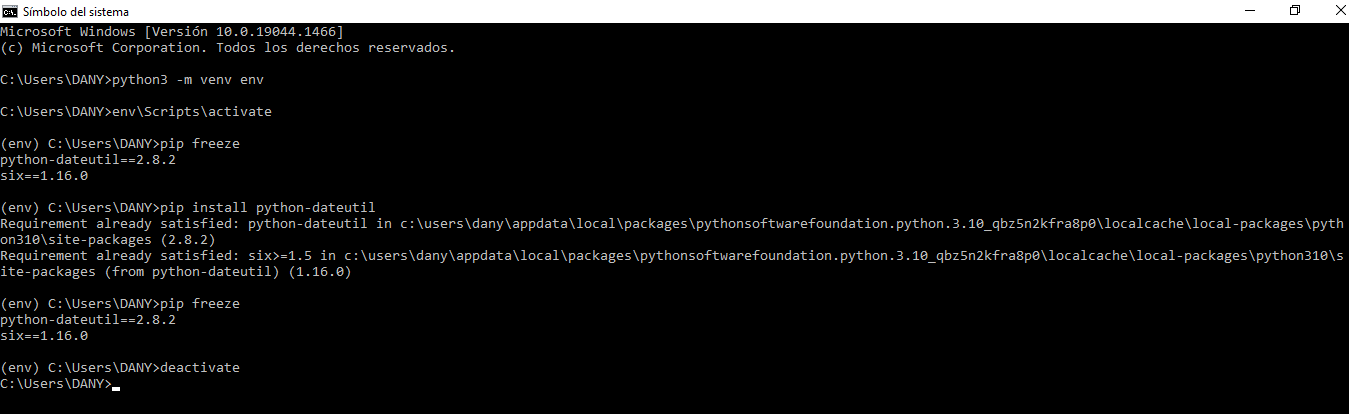 Símbolo del sistema
Microsoft Windows [Versión 10.0.19044.1466]
(c) Microsoft Corporation. Todos los derechos reservados.
C:\Users\DANY>python3 -m venv env
C:\Users\DANY>env\Scripts\activate
(env) C:\Users\DANY>pip freeze
python-dateutil==2.8.2
six==1.16.0
(env) C:\Users\DANY>pip install python-dateutil
Requirement already satisfied: python-dateutil in c:\users\dany\appdata\local\packages\pythonsoftwarefoundation.python.3.10_qbz5n2kfra8p0\localcache\local-packages\pyth
on310\site-packages (2.8.2)
Requirement already satisfied: six>=1.5 in c:\users\dany\appdata\local\packages\pythonsoftwarefoundation.python.3.10_qbz5n2kfra8p0\localcache\local-packages\python310\s
ite-packages (from python-dateutil) (1.16.0)
(env) C:\Users\DANY>pip freeze
python-dateutil==2.8.2
six==1.16.0
(env) C:\Users\DANY>deactivate
C:\Users\DANY>